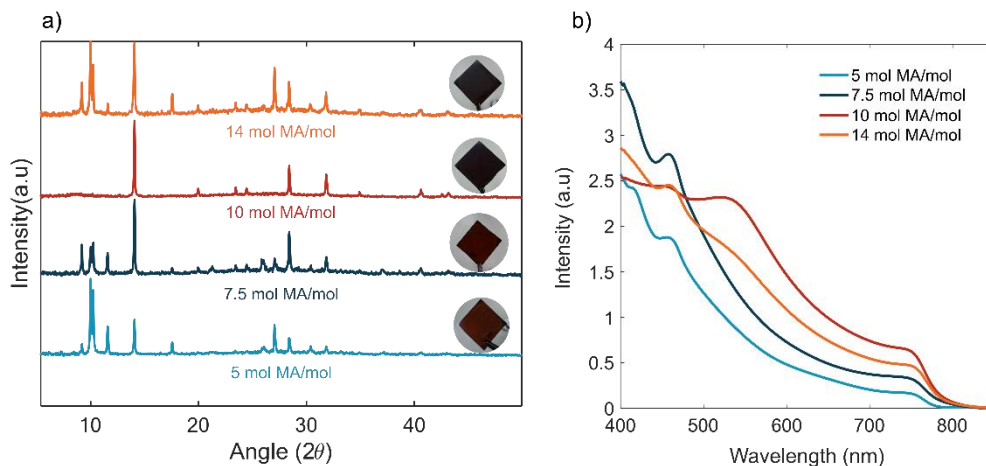 a)
Intensity(a.u)
14 mol MA/mol
10 mol MA/mol
7.5 mol MA/mol
5 mol MA/mol
10
20
30
40
Angle (2θ)
b)
Intensity (a.u)
4
3.5
3
2.5
2
1.5
1
0.5
0
5 mol MA/mol
7.5 mol MA/mol
10 mol MA/mol
14 mol MA/mol
400
500
600
700
800
Wavelength (nm)